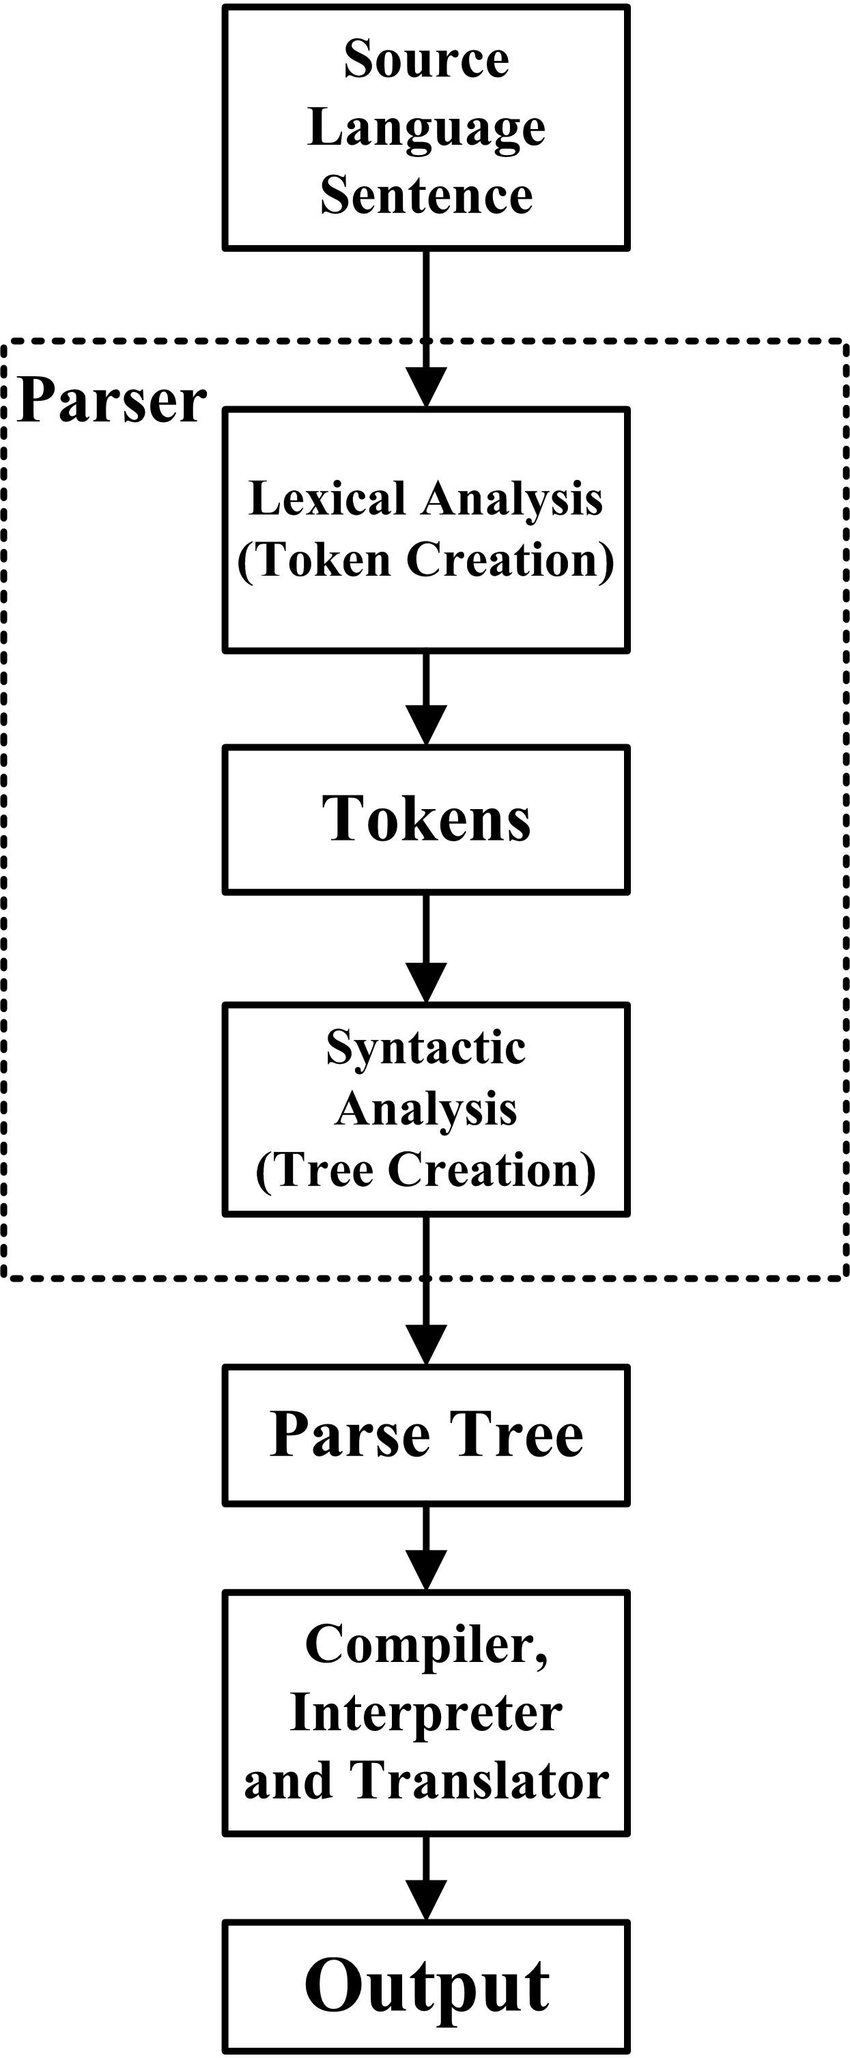 Source
Language
Sentence
Parser
Lexical Analysis
(Token Creation)
Tokens
Syntactic
Analysis
(Tree Creation)
Parse Tree
Compiler,
Interpreter
and Translator
Output